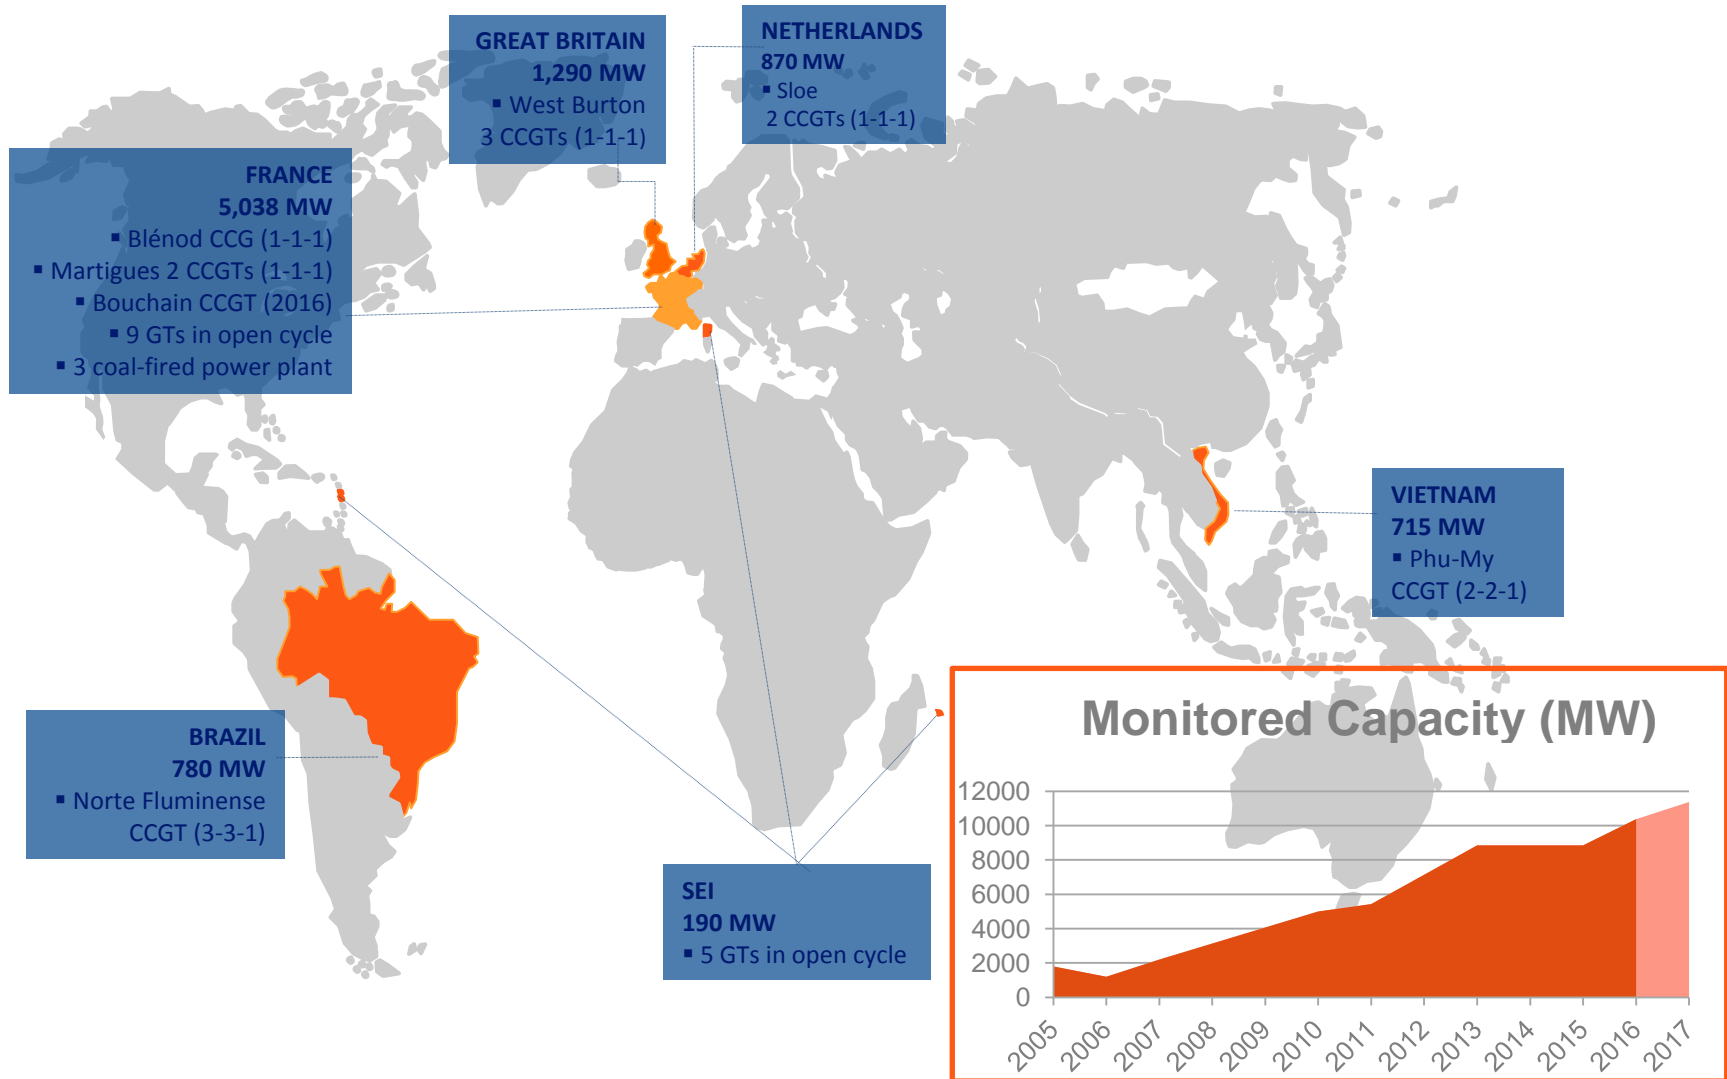 GREAT BRITAIN
1,290 MW
▪ West Burton
3 CCGTs (1-1-1)
NETHERLANDS
870 MW
▪ Sloe
2 CCGTs (1-1-1)
FRANCE
5,038 MW
▪ Blénod CCG (1-1-1)
▪ Martigues 2 CCGTs (1-1-1)
▪ Bouchain CCGT (2016)
▪ 9 GTs in open cycle
▪ 3 coal-fired power plant
VIETNAM
715 MW
▪ Phu-My
CCGT (2-2-1)
BRAZIL
780 MW
▪ Norte Fluminense
CCGT (3-3-1)
SEI
190 MW
▪ 5 GTs in open cycle
Monitored Capacity (MW)
12000
10000
8000
6000
4000
2000
0
2005 2006 2007 2008 2009 2010 2011 2012 2013 2014 2015 2016 2017